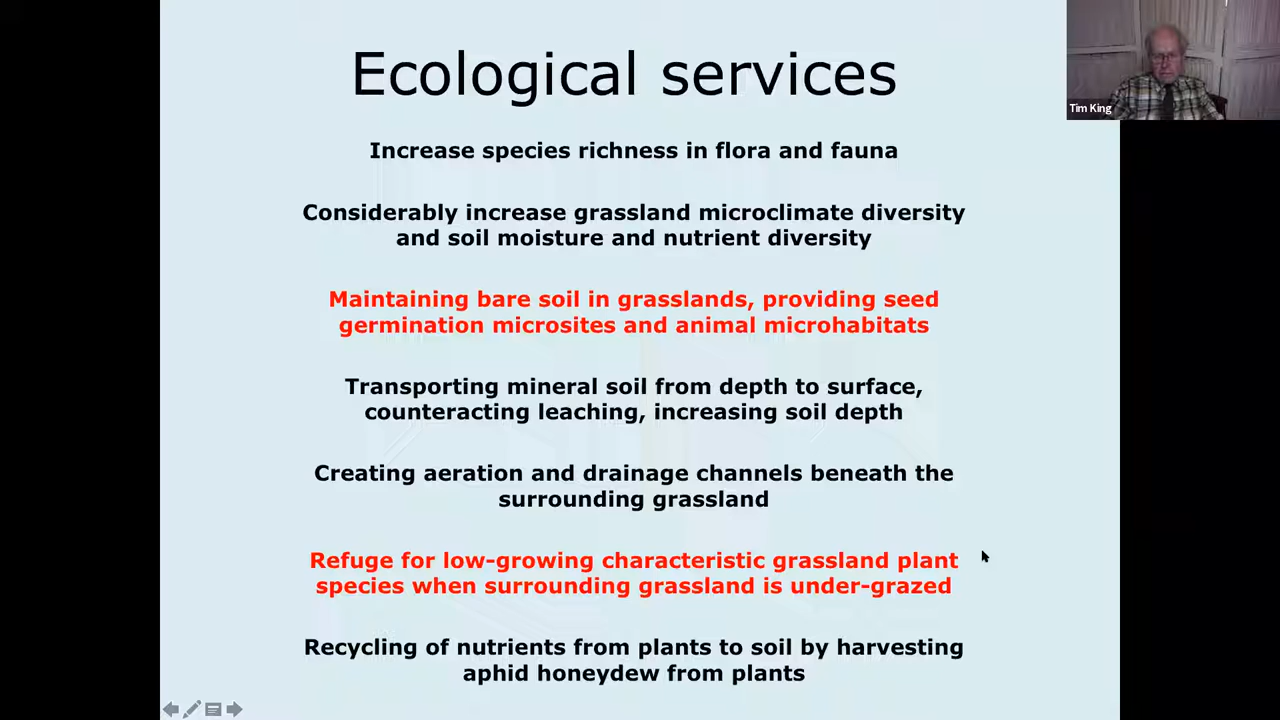 Ecological services
Tim King
Increase species richness in flora and fauna
Considerably increase grassland microclimate diversity
and soil moisture and nutrient diversity
Maintaining bare soil in grasslands, providing seed
germination microsites and animal microhabitats
Transporting mineral soil from depth to surface,
counteracting leaching, increasing soil depth
Creating aeration and drainage channels beneath the
surrounding grassland
Refuge for low-growing characteristic grassland plant
species when surrounding grassland is under-grazed
Recycling of nutrients from plants to soil by harvesting
aphid honeydew from plants